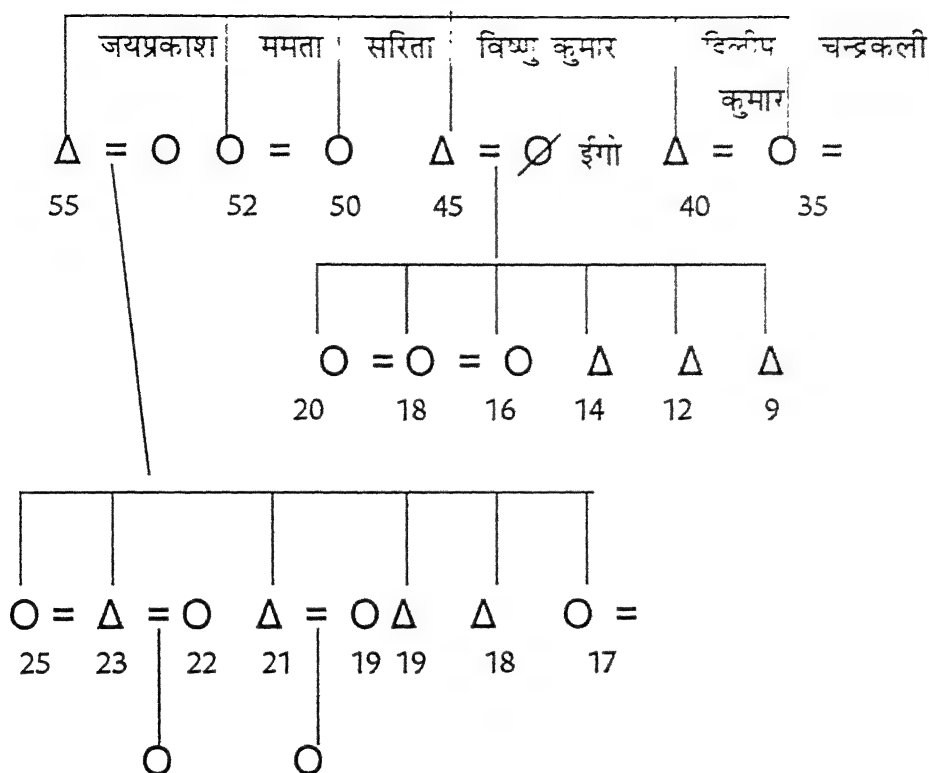 जयप्रकाश ममता सरिता विष्णु कुमार दिलीप चन्द्रकली
कुमार
Δ = O O = O Δ = Ø ईगो Δ = O =
55 52 50 45 40 35
O = O = O Δ Δ Δ
20 18 16 14 12 9
O = Δ = O Δ = O Δ Δ O =
25 23 22 21 19 19 18 17
O O